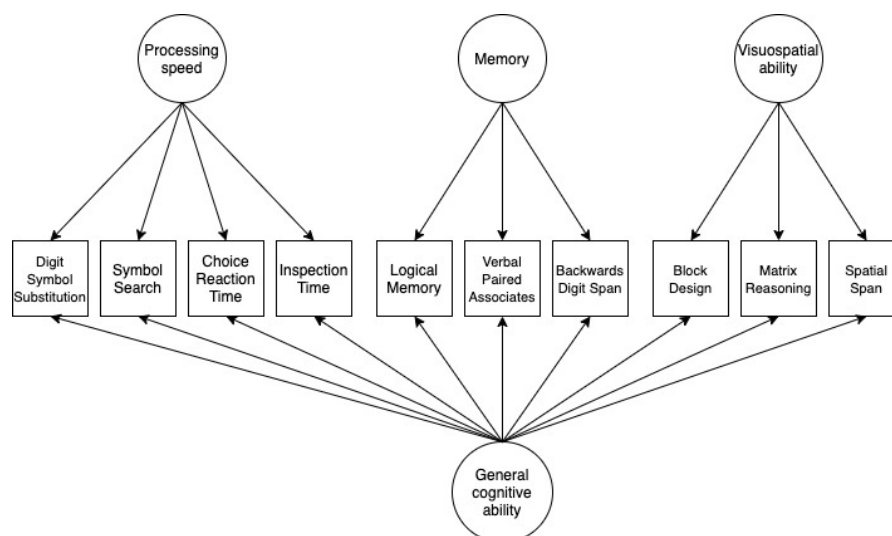 Processing
speed
Memory
Visuospatial
ability
Digit
Symbol
Substitution
Symbol
Search
Choice
Reaction
Time
Inspection
Time
Logical
Memory
Verbal
Paired
Associates
Backwards
Digit Span
Block
Design
Matrix
Reasoning
Spatial
Span
General
cognitive
ability